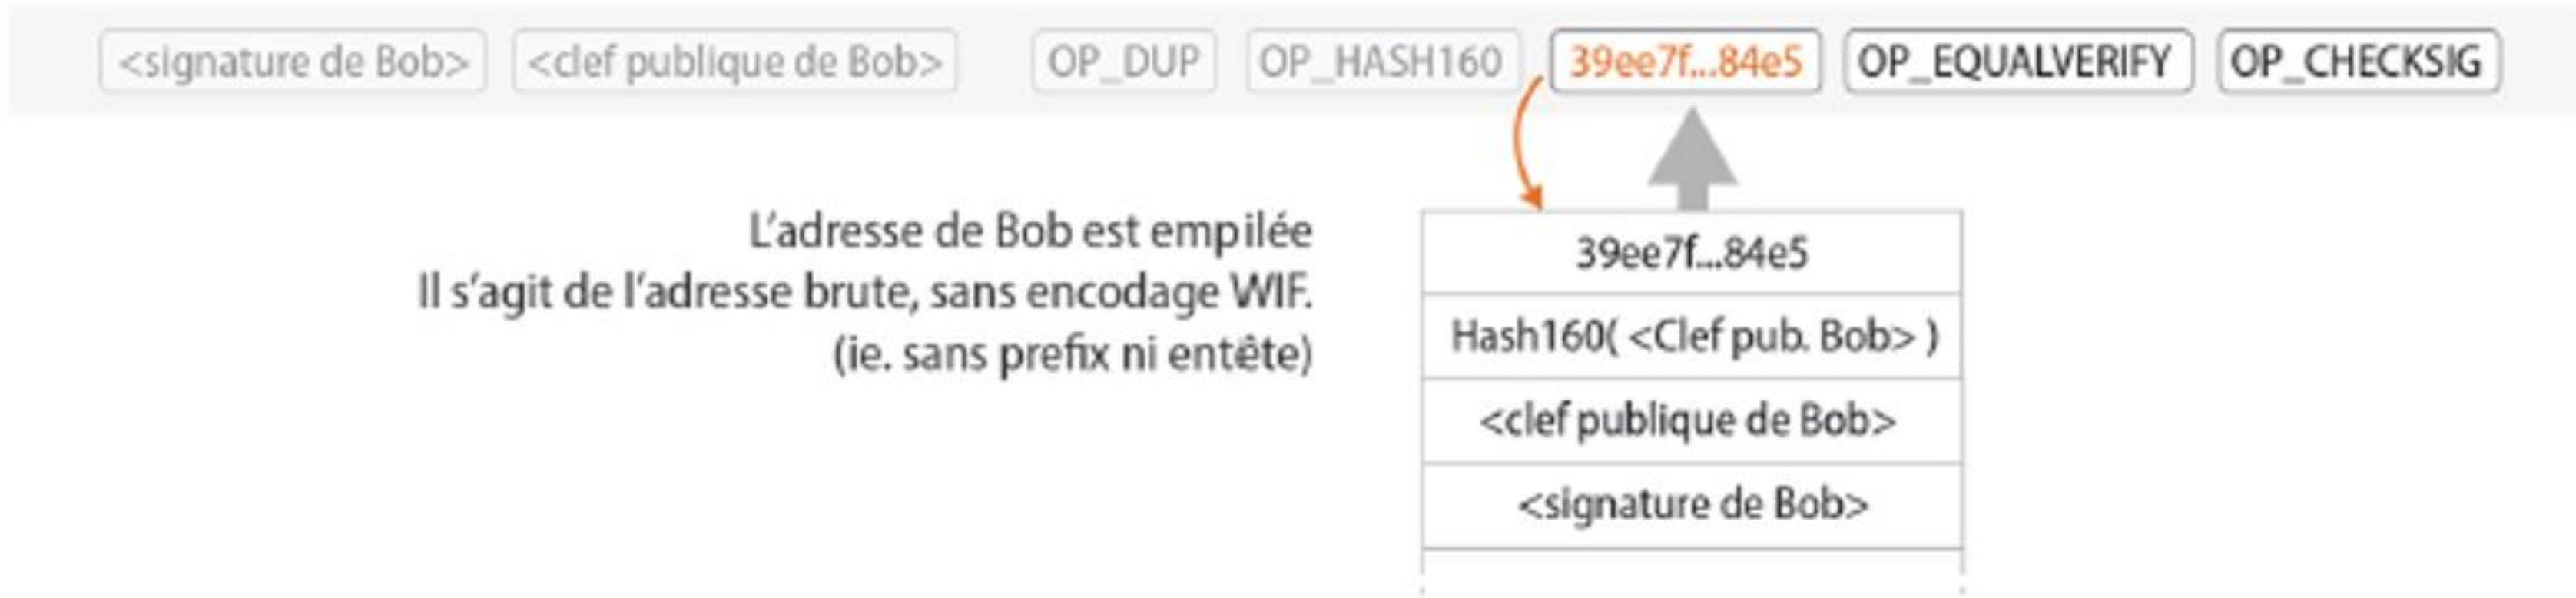 <signature de Bob> <clef publique de Bob> OP_DUP OP_HASH160 39ee7f...84e5 OP_EQUALVERIFY OP_CHECKSIG
L'adresse de Bob est empilée
Il s'agit de l'adresse brute, sans encodage WIF.
(ie. sans prefix ni entête)
39ee7f...84e5
Hash160( <Clef pub. Bob> )
<clef publique de Bob>
<signature de Bob>